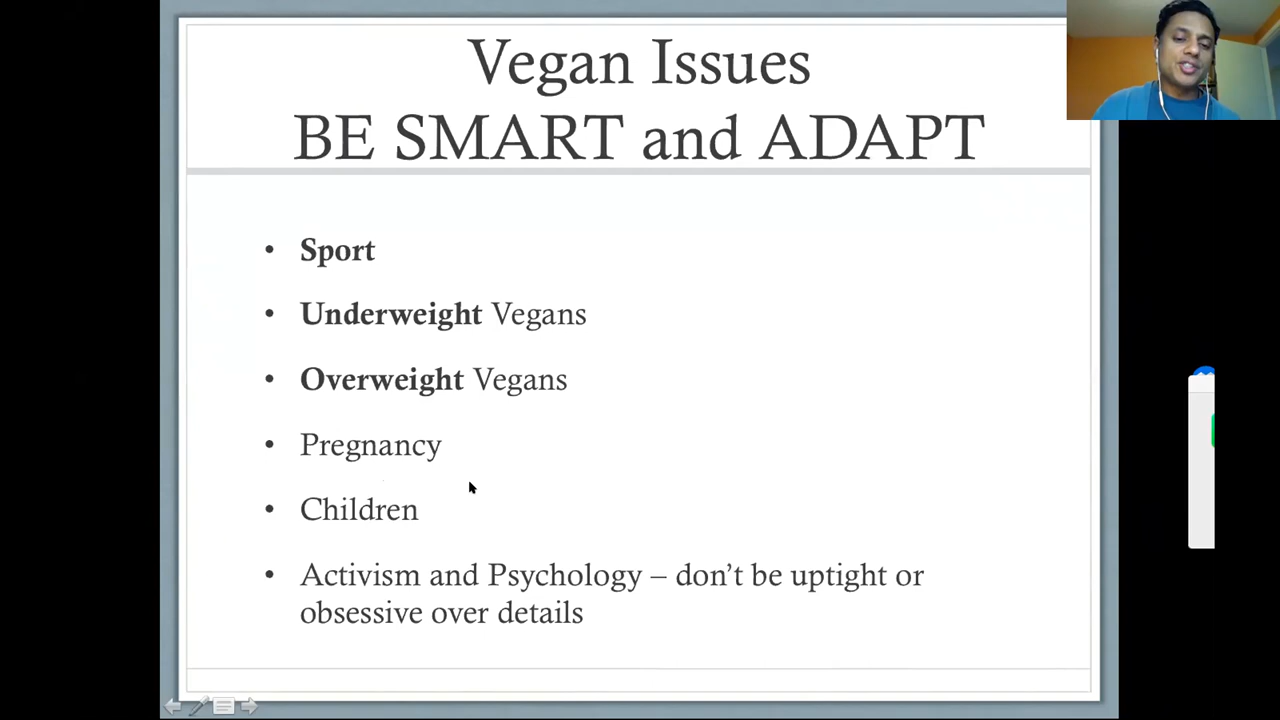 Vegan Issues
BE SMART and ADAPT
• Sport
• Underweight Vegans
• Overweight Vegans
• Pregnancy
• Children
• Activism and Psychology – don’t be uptight or
obsessive over details